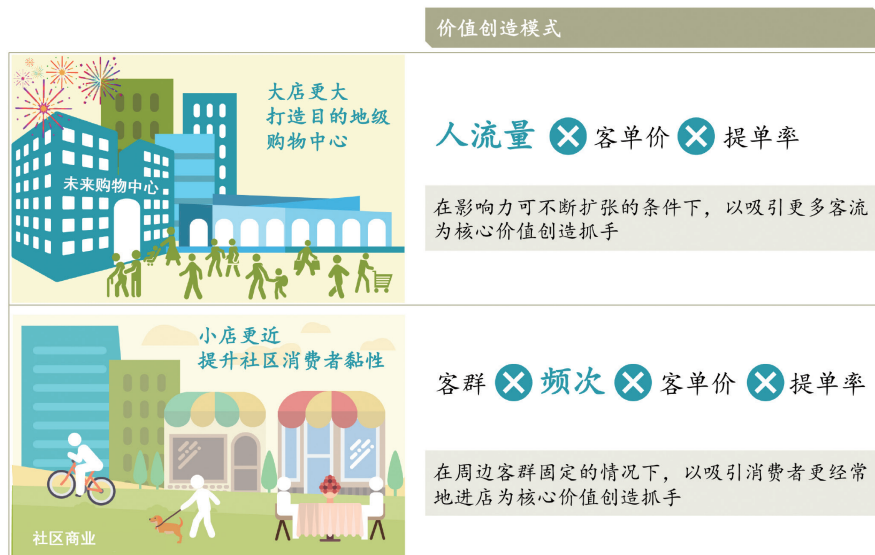 价值创造模式
大店更大
打造目的地级
购物中心
未来购物中心
人流量 × 客单价 × 提单率
在影响力可不断扩张的条件下，以吸引更多客流
为核心价值创造抓手
小店更近
提升社区消费者黏性
社区商业
客群 × 频次 × 客单价 × 提单率
在周边客群固定的情况下，以吸引消费者更经常
地进店为核心价值创造抓手